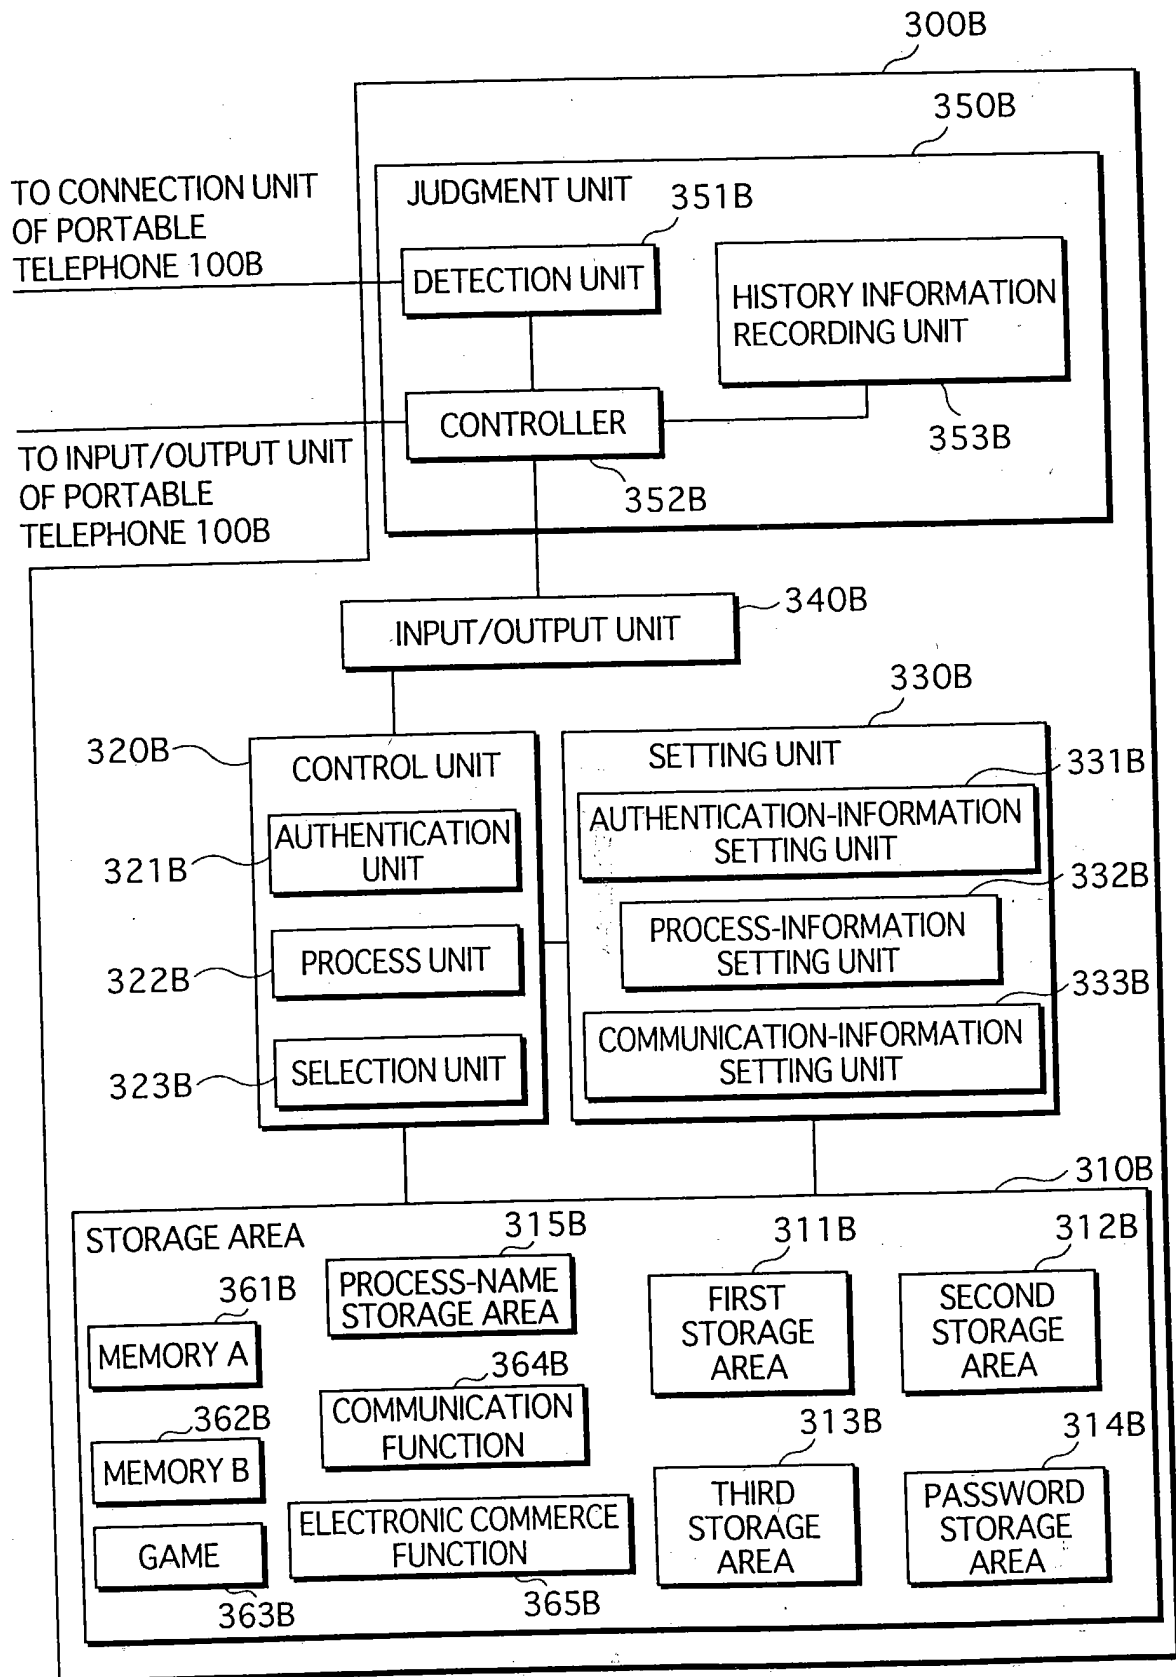 300B
350B
TO CONNECTION UNIT
OF PORTABLE
TELEPHONE 100B
JUDGMENT UNIT
351B
DETECTION UNIT
HISTORY INFORMATION
RECORDING UNIT
CONTROLLER
353B
TO INPUT/OUTPUT UNIT
OF PORTABLE
TELEPHONE 100B
352B
340B
INPUT/OUTPUT UNIT
330B
320B
CONTROL UNIT
SETTING UNIT
331B
AUTHENTICATION
UNIT
321B
AUTHENTICATION-INFORMATION
SETTING UNIT
332B
PROCESS UNIT
322B
PROCESS-INFORMATION
SETTING UNIT
333B
SELECTION UNIT
323B
COMMUNICATION-INFORMATION
SETTING UNIT
310B
STORAGE AREA
315B
311B
312B
361B
PROCESS-NAME
STORAGE AREA
FIRST
STORAGE
AREA
SECOND
STORAGE
AREA
MEMORY A
364B
362B
COMMUNICATION
FUNCTION
313B
314B
MEMORY B
THIRD
STORAGE
AREA
PASSWORD
STORAGE
AREA
ELECTRONIC COMMERCE
FUNCTION
GAME
363B
365B